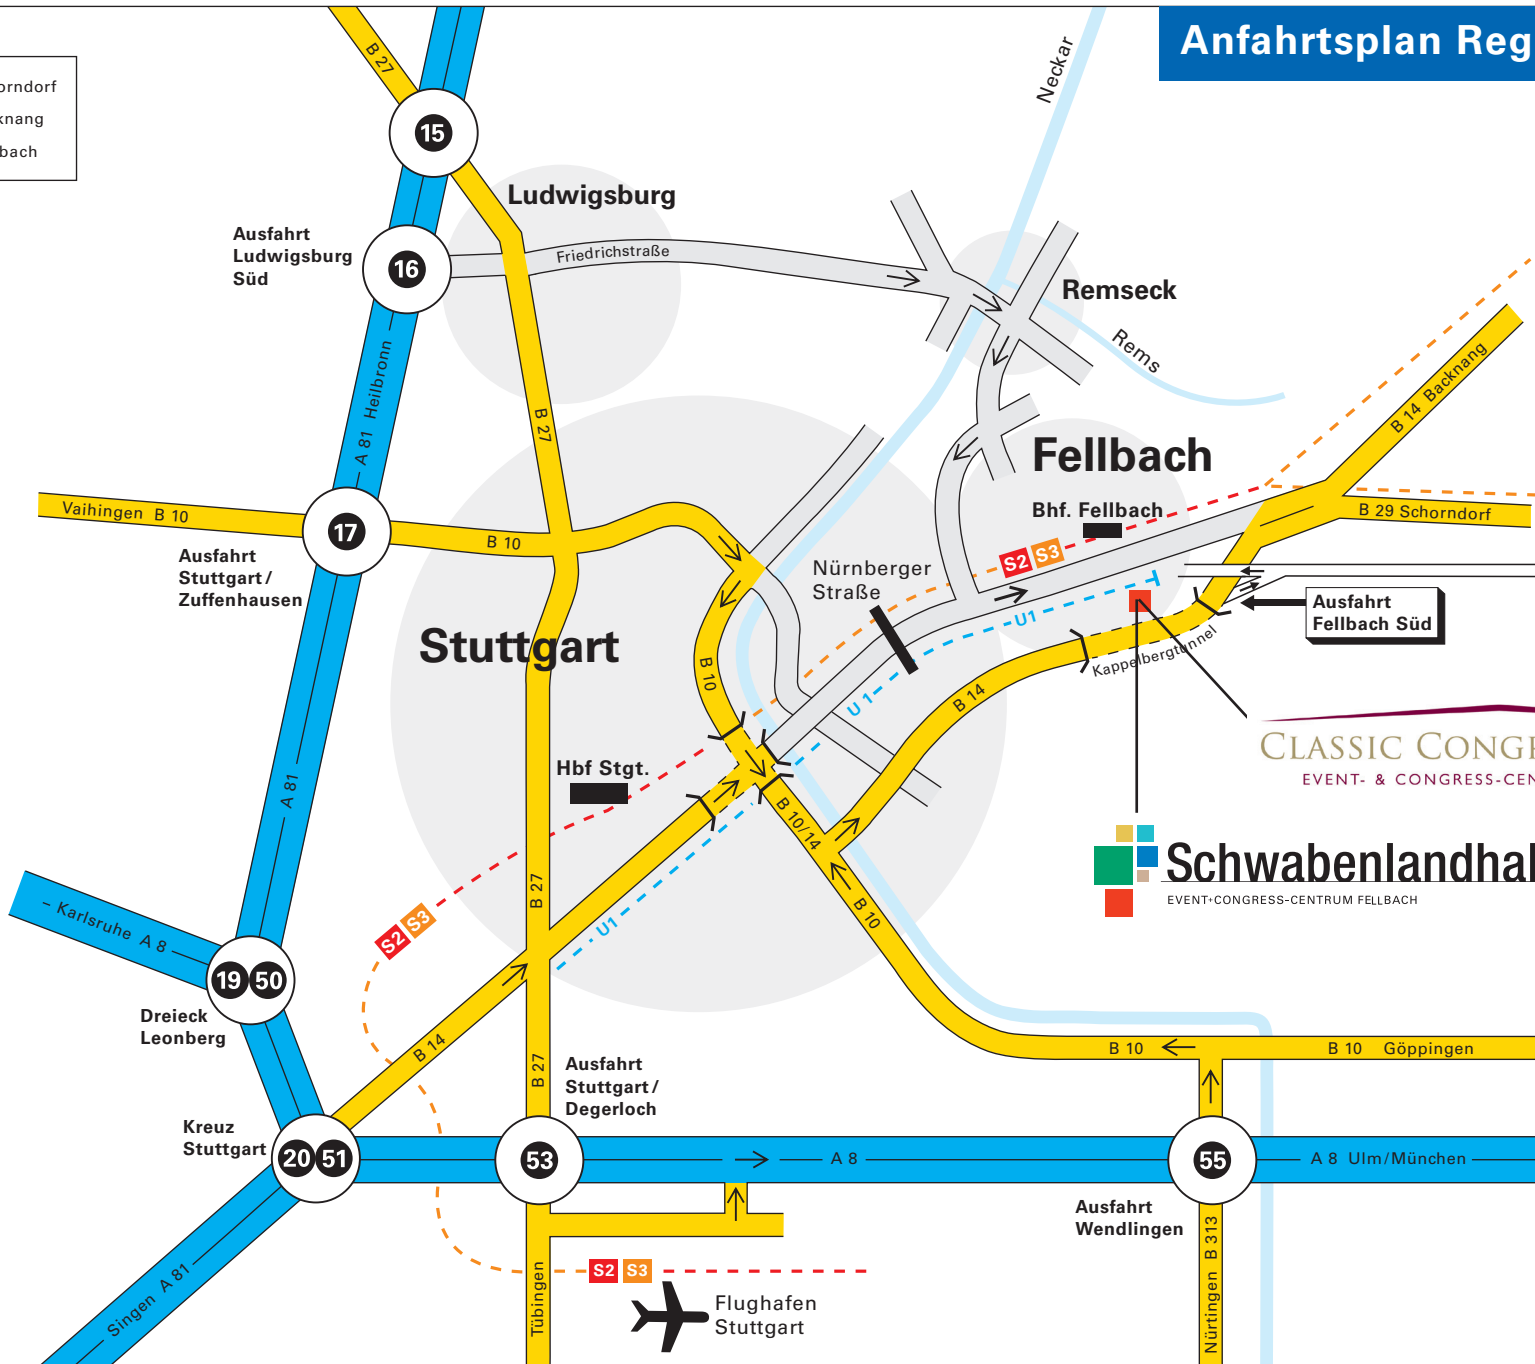 Anfahrtsplan Reg
orndorf
knang
bach
B 27
15
Neckar
Ludwigsburg
Ausfahrt
Ludwigsburg
Süd
16
Friedrichstraße
Remseck
Rems
A 81 Heilbronn
B 27
B 14 Backnang
Fellbach
Bhf. Fellbach
Vaihingen B 10
17
B 10
B 29 Schorndorf
Ausfahrt
Stuttgart/
Zuffenhausen
Nürnberger
Straße
S2
S3
U1
Ausfahrt
Fellbach Süd
Stuttgart
B 10
Kappelbergtunnel
U 1
B 14
Hbf Stgt.
A 81
B 10/14
CLASSIC CONG
EVENT- & CONGRESS-CEN
Schwabenlandhal
EVENT+CONGRESS-CENTRUM FELLBACH
B 27
U1
S2
S3
B 10
Karlsruhe A 8
19
50
Dreieck
Leonberg
B 14
B 27
Ausfahrt
Stuttgart/
Degerloch
B 10
B 10 Göppingen
Kreuz
Stuttgart
20
51
53
A 8
55
A 8 Ulm/München
Ausfahrt
Wendlingen
Singen A 81
Tübingen
S2
S3
Flughafen
Stuttgart
Nürtingen B 313